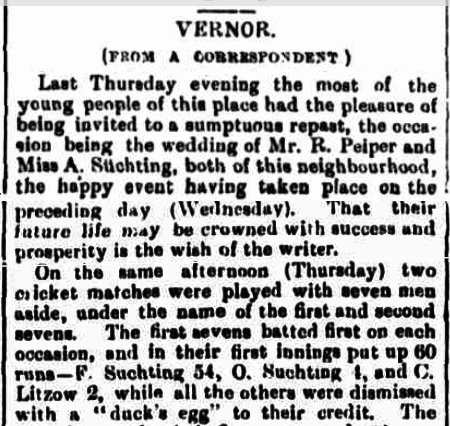 VERNOR.
(FROM A CORRESPONDENT)
Last Thursday evening the most of the
young people of this place had the pleasure of
being invited to a sumptuous repast, the occa-
sion being the wedding of Mr. R. Peiper and
Miss A. Süchting, both of this neighbourhood,
the happy event having taken place on the
preceding day (Wednesday). That their
future life may be crowned with success and
prosperity is the wish of the writer.
On the same afternoon (Thursday) two
cricket matches were played with seven men
aside, under the name of the first and second
sevens. The first sevens batted first on each
occasion, and in their first innings put up 60
runs—F. Suchting 54, O. Suchting 4, and C.
Litzow 2, while all the others were dismissed
with a "duck's egg" to their credit. The